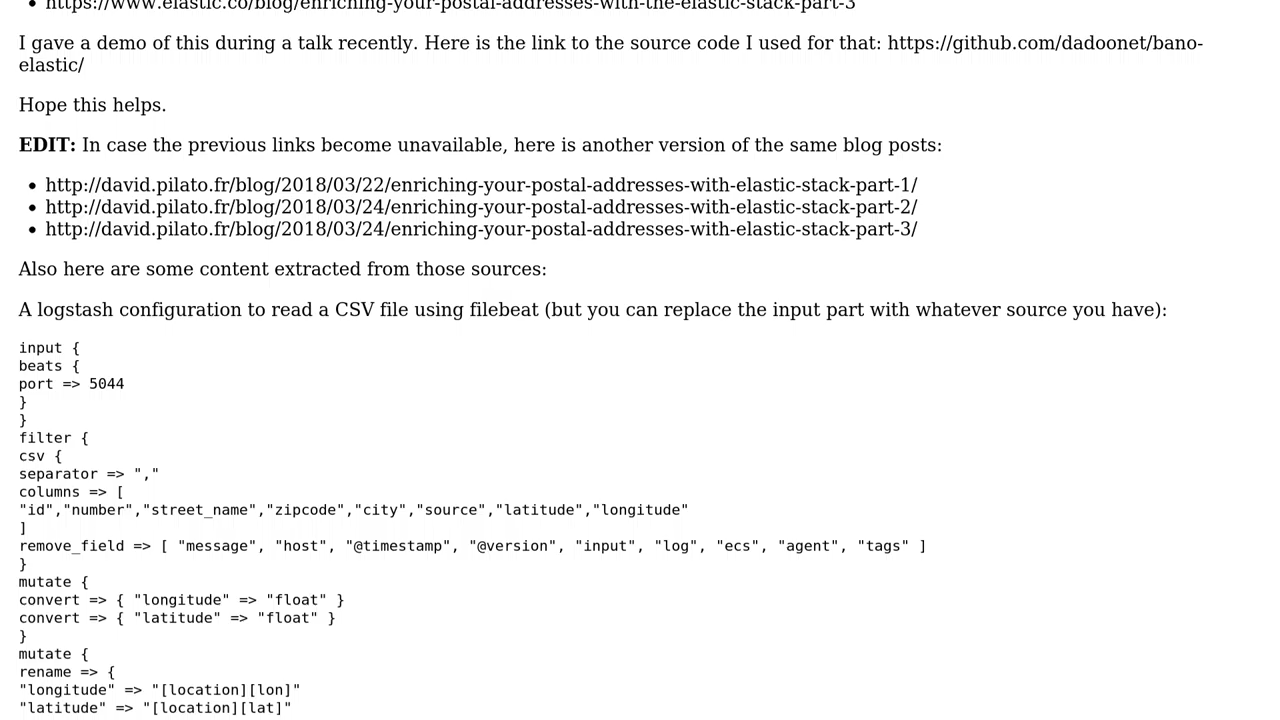 • https://www.elastic.co/blog/enriching-your-postal-addresses-with-the-elastic-stack-part-3
I gave a demo of this during a talk recently. Here is the link to the source code I used for that: https://github.com/dadoonet/bano-
elastic/
Hope this helps.
EDIT: In case the previous links become unavailable, here is another version of the same blog posts:
• http://david.pilato.fr/blog/2018/03/22/enriching-your-postal-addresses-with-elastic-stack-part-1/
• http://david.pilato.fr/blog/2018/03/24/enriching-your-postal-addresses-with-elastic-stack-part-2/
• http://david.pilato.fr/blog/2018/03/24/enriching-your-postal-addresses-with-elastic-stack-part-3/
Also here are some content extracted from those sources:
A logstash configuration to read a CSV file using filebeat (but you can replace the input part with whatever source you have):
input {
beats {
port => 5044
}
}
filter {
csv {
separator => ","
columns => [
"id","number","street_name","zipcode","city","source","latitude","longitude"
]
remove_field => [ "message", "host", "@timestamp", "@version", "input", "log", "ecs", "agent", "tags" ]
}
mutate {
convert => { "longitude" => "float" }
convert => { "latitude" => "float" }
}
mutate {
rename => {
"longitude" => "[location][lon]"
"latitude" => "[location][lat]"